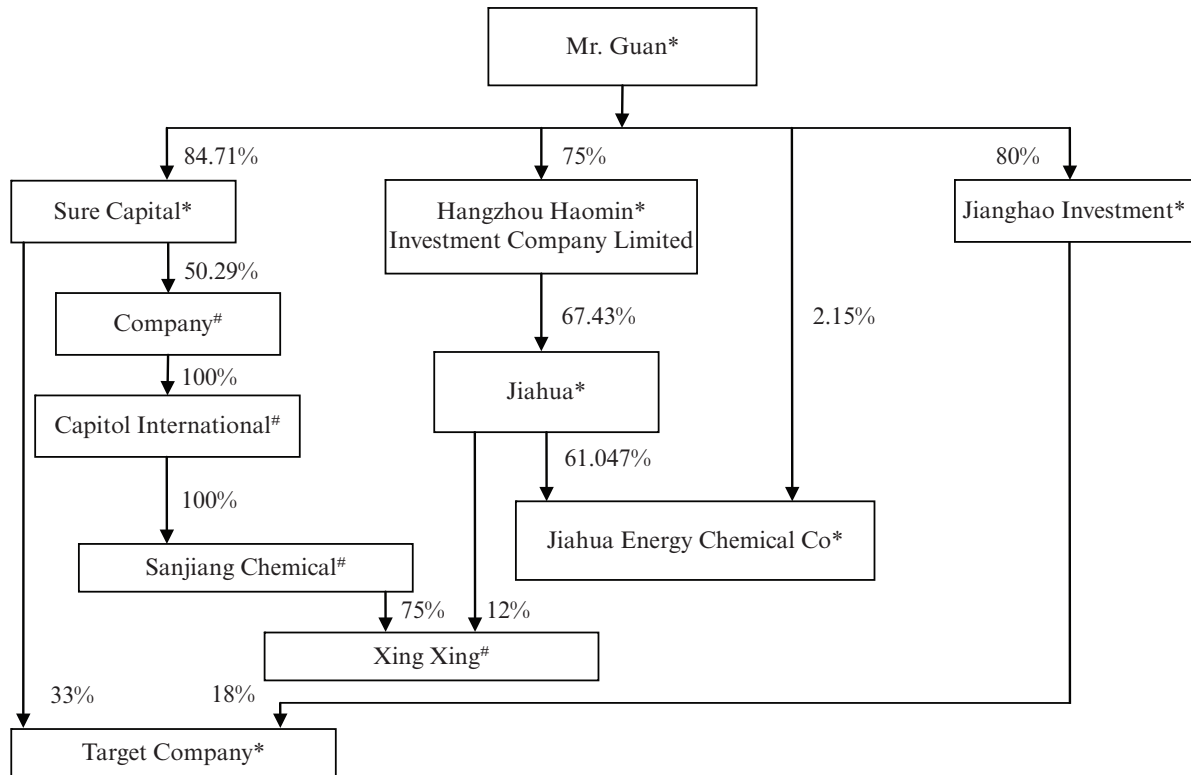 Mr. Guan*
84.71%
75%
80%
Sure Capital*
Hangzhou Haomin*
Investment Company Limited
Jianghao Investment*
50.29%
67.43%
2.15%
Company#
100%
Jiahua*
Capitol International#
61.047%
100%
Jiahua Energy Chemical Co*
Sanjiang Chemical#
75%
12%
Xing Xing#
33%
18%
Target Company*